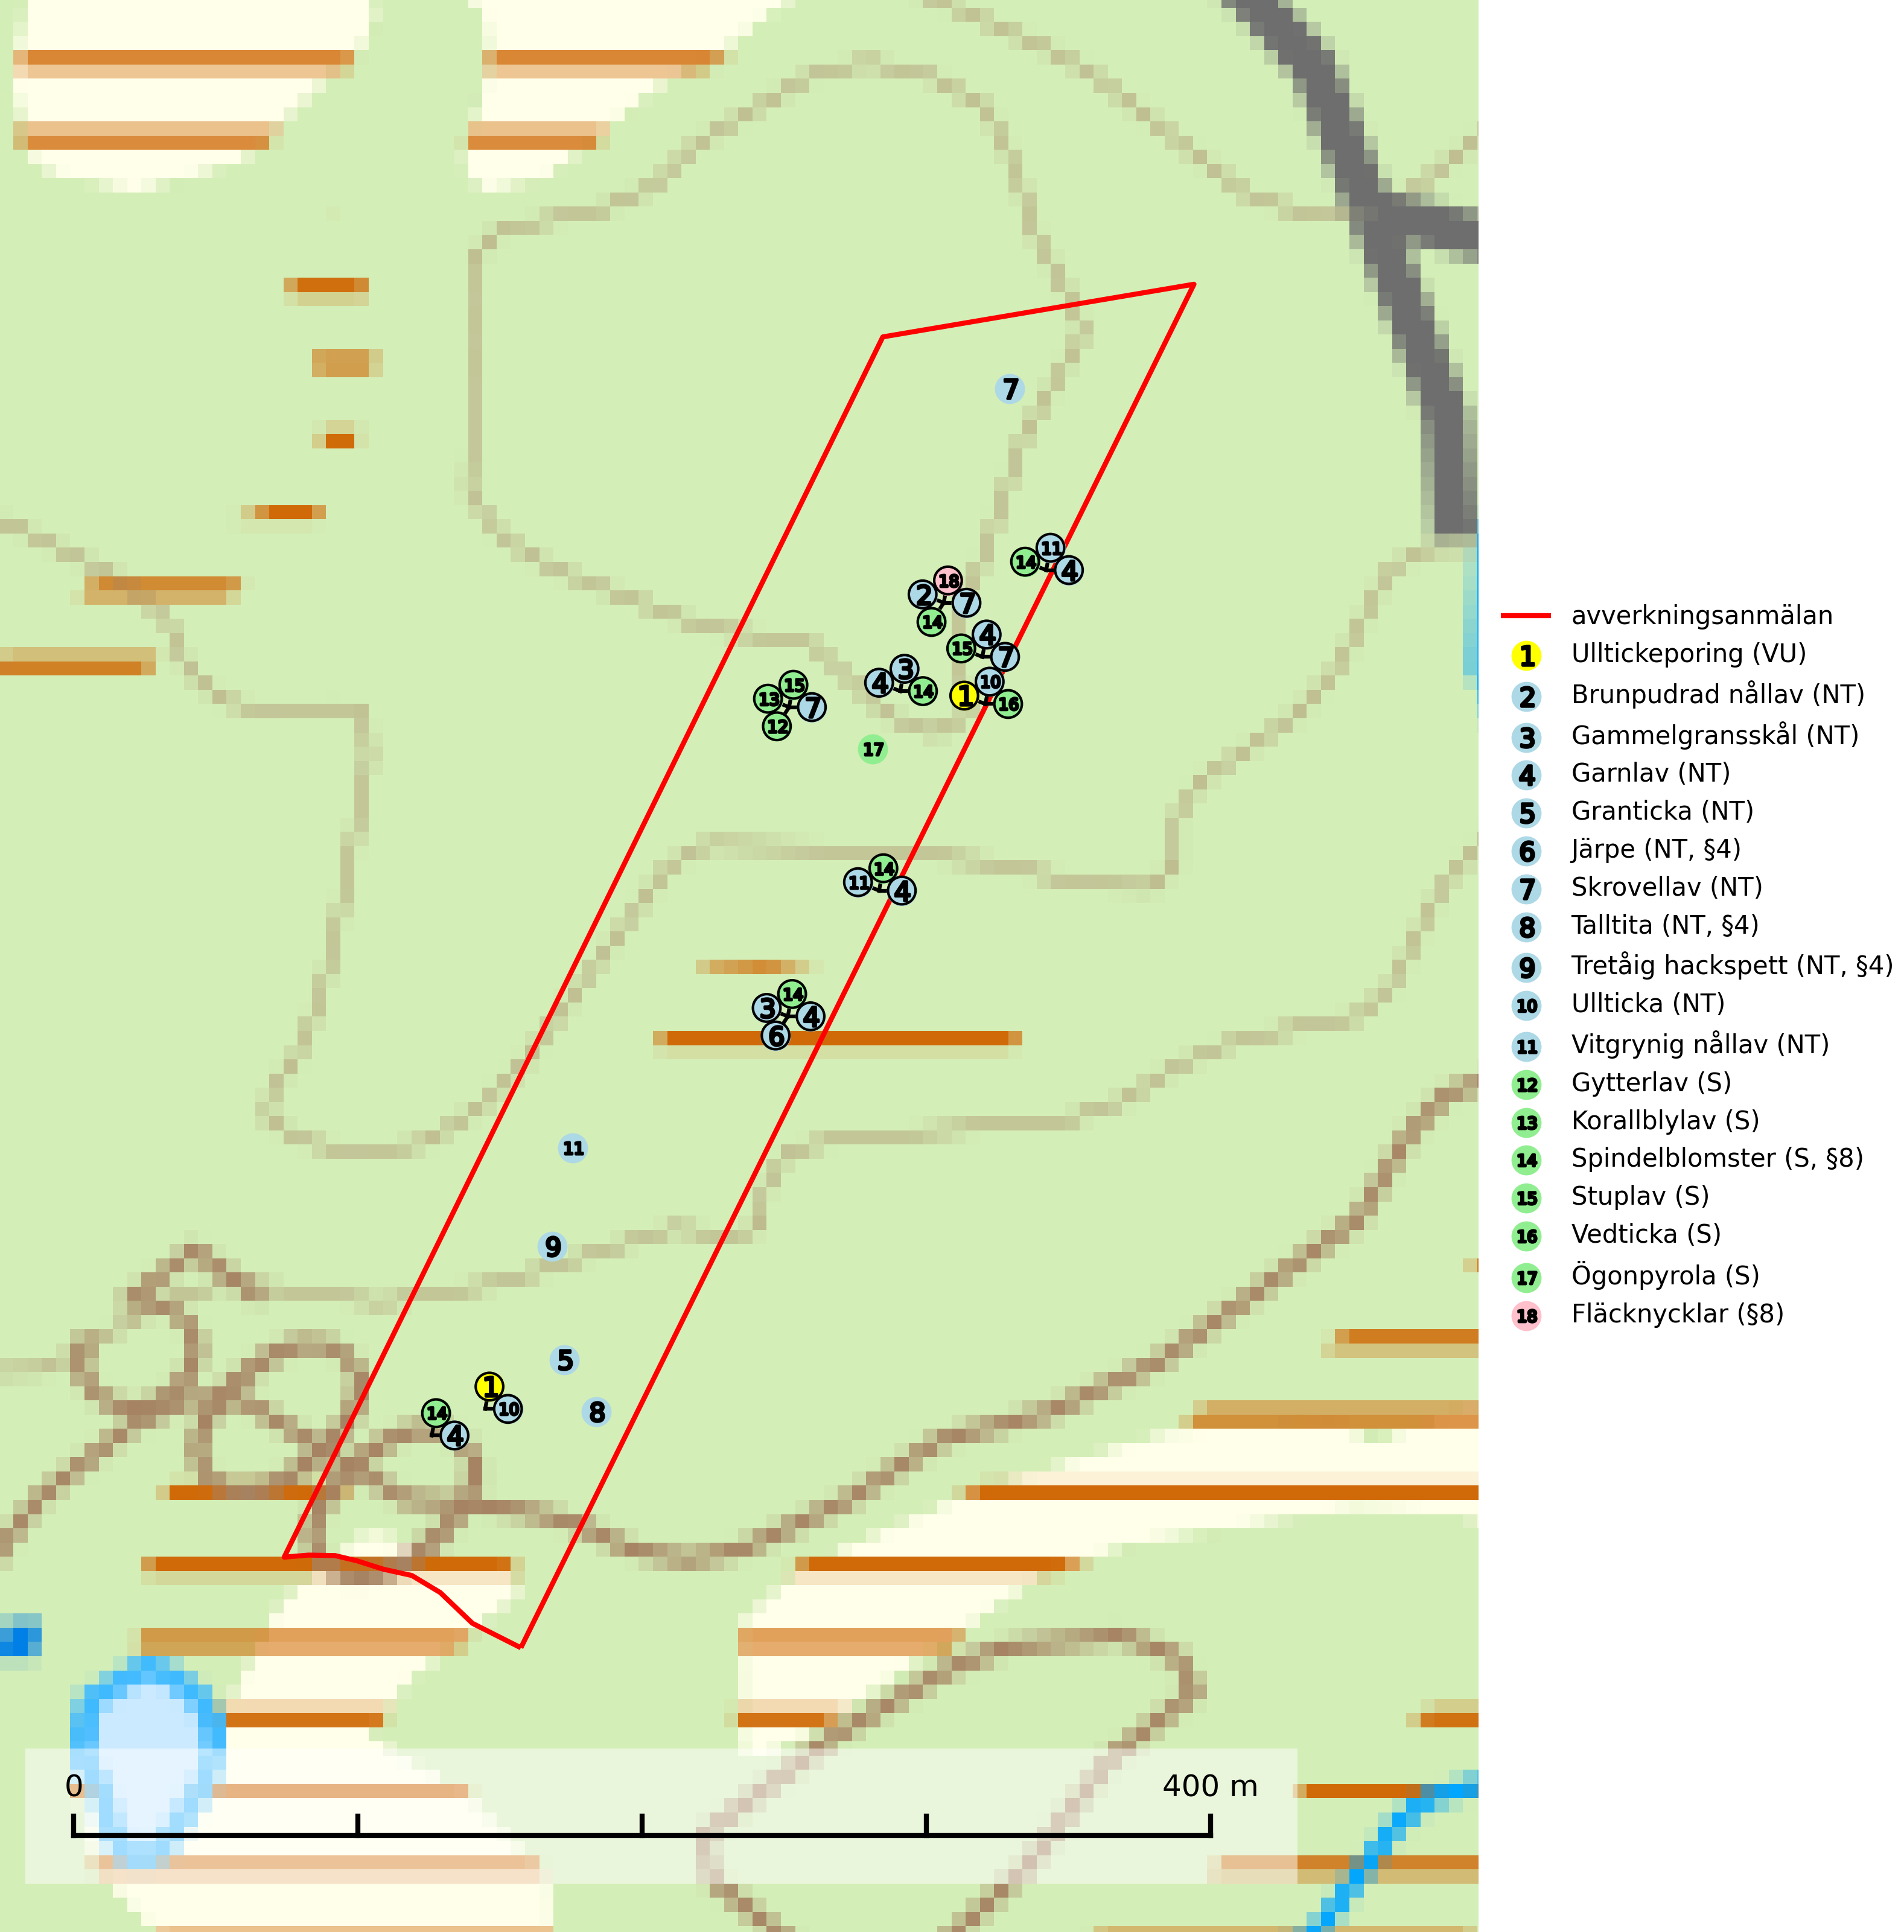 7
11
14
4
18
2
7
14
4
15
7
3
4
14
10
1
16
15
13
7
12
17
14
11
4
14
3
4
6
11
9
5
1
10
8
14
4
0 400 m
avverkningsanmälan
1 Ulltickeporing (VU)
2 Brunpudrad nållav (NT)
3 Gammelgransskål (NT)
4 Garnlav (NT)
5 Granticka (NT)
6 Järpe (NT, §4)
7 Skrovellav (NT)
8 Talltita (NT, §4)
9 Tretåig hackspett (NT, §4)
10 Ullticka (NT)
11 Vitgrynig nållav (NT)
12 Gytterlav (S)
13 Korallblylav (S)
14 Spindelblomster (S, §8)
15 Stuplav (S)
16 Vedticka (S)
17 Ögonpyrola (S)
18 Fläcknycklar (§8)